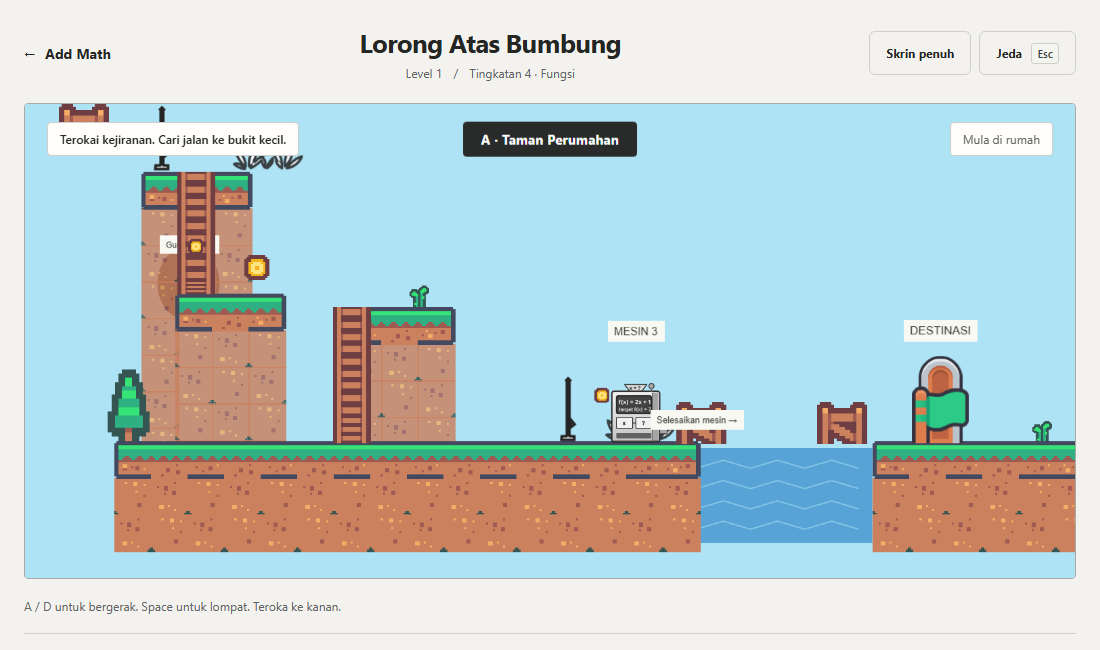 ← Add Math
Lorong Atas Bumbung
Level 1 / Tingkatan 4 · Fungsi
Skrin penuh
Jeda Esc
Terokai kejiranan. Cari jalan ke bukit kecil.
A · Taman Perumahan
Mula di rumah
MESIN 3
DESTINASI
f(x) = 2x + 1
Selesaikan mesin →
A / D untuk bergerak. Space untuk lompat. Teroka ke kanan.